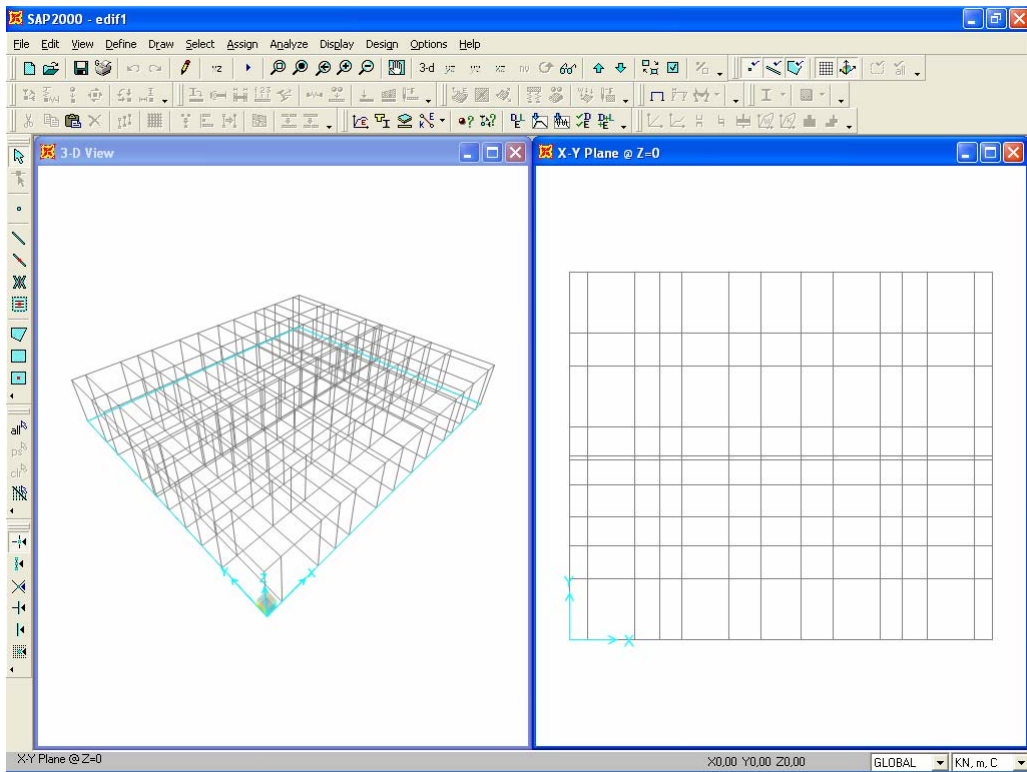 SAP2000 - edif1
File Edit View Define Draw Select Assign Analyze Display Design Options Help
3-d
3-D View
X-Y Plane @ Z=0
Y Z X
Y
X
all
X-Y Plane @ Z=0
X0,00 Y0,00 Z0,00
GLOBAL
KN, m, C